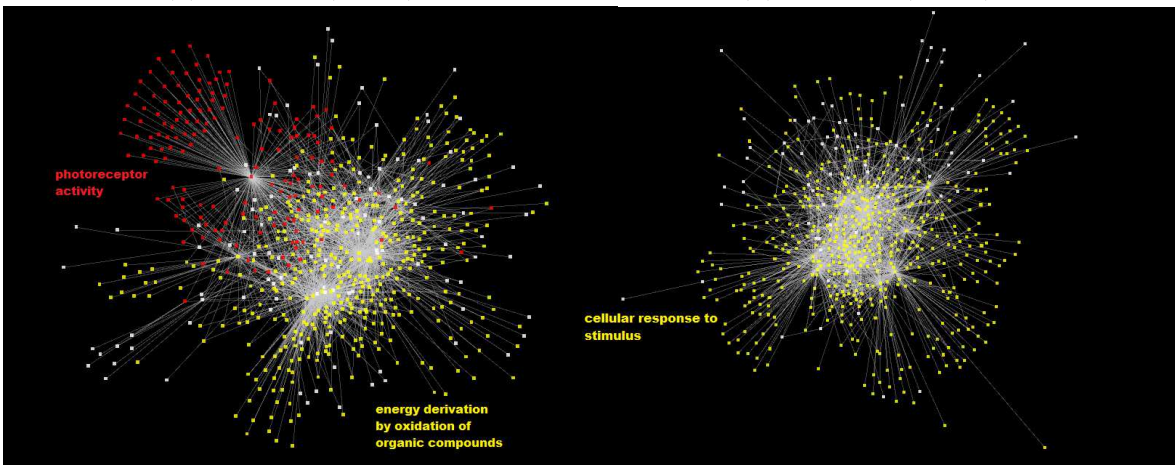 photoreceptor
activity
energy derivation
by oxidation of
organic compounds
cellular response to
stimulus